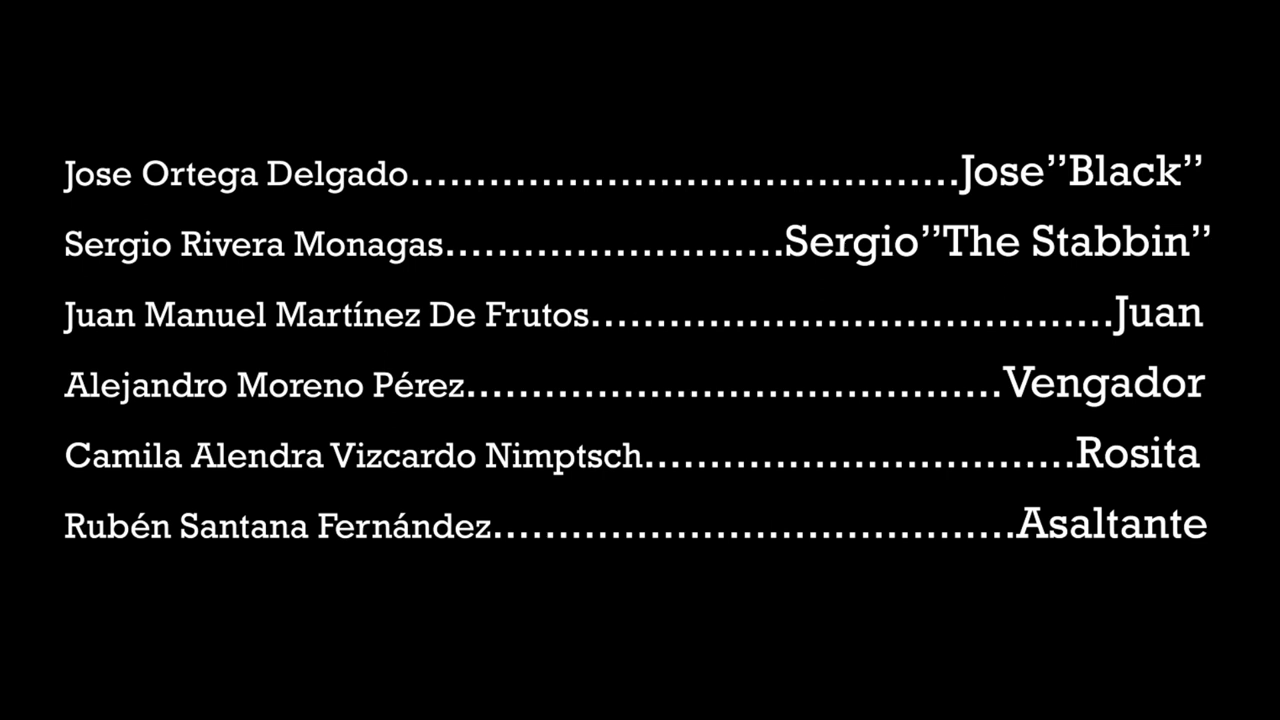 Jose Ortega Delgado..........................................Jose”Black”
Sergio Rivera Monagas..........................Sergio”The Stabbin”
Juan Manuel Martínez De Frutos........................................Juan
Alejandro Moreno Pérez.........................................Vengador
Camila Alendra Vizcardo Nimptsch.................................Rosita
Rubén Santana Fernández........................................Asaltante